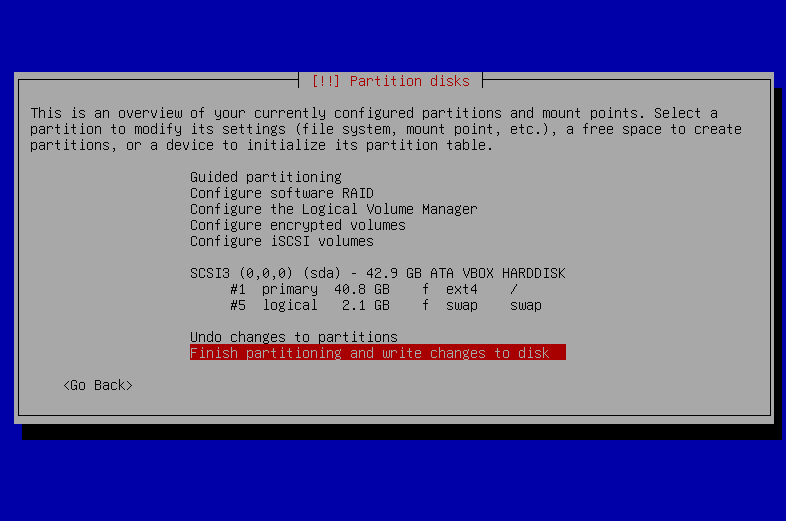 [!!] Partition disks
This is an overview of your currently configured partitions and mount points. Select a
partition to modify its settings (file system, mount point, etc.), a free space to create
partitions, or a device to initialize its partition table.
Guided partitioning
Configure software RAID
Configure the Logical Volume Manager
Configure encrypted volumes
Configure iSCSI volumes
SCSI3 (0,0,0) (sda) - 42.9 GB ATA VBOX HARDDISK
#1 primary 40.8 GB f ext4 /
#5 logical 2.1 GB f swap swap
Undo changes to partitions
Finish partitioning and write changes to disk
<Go Back>